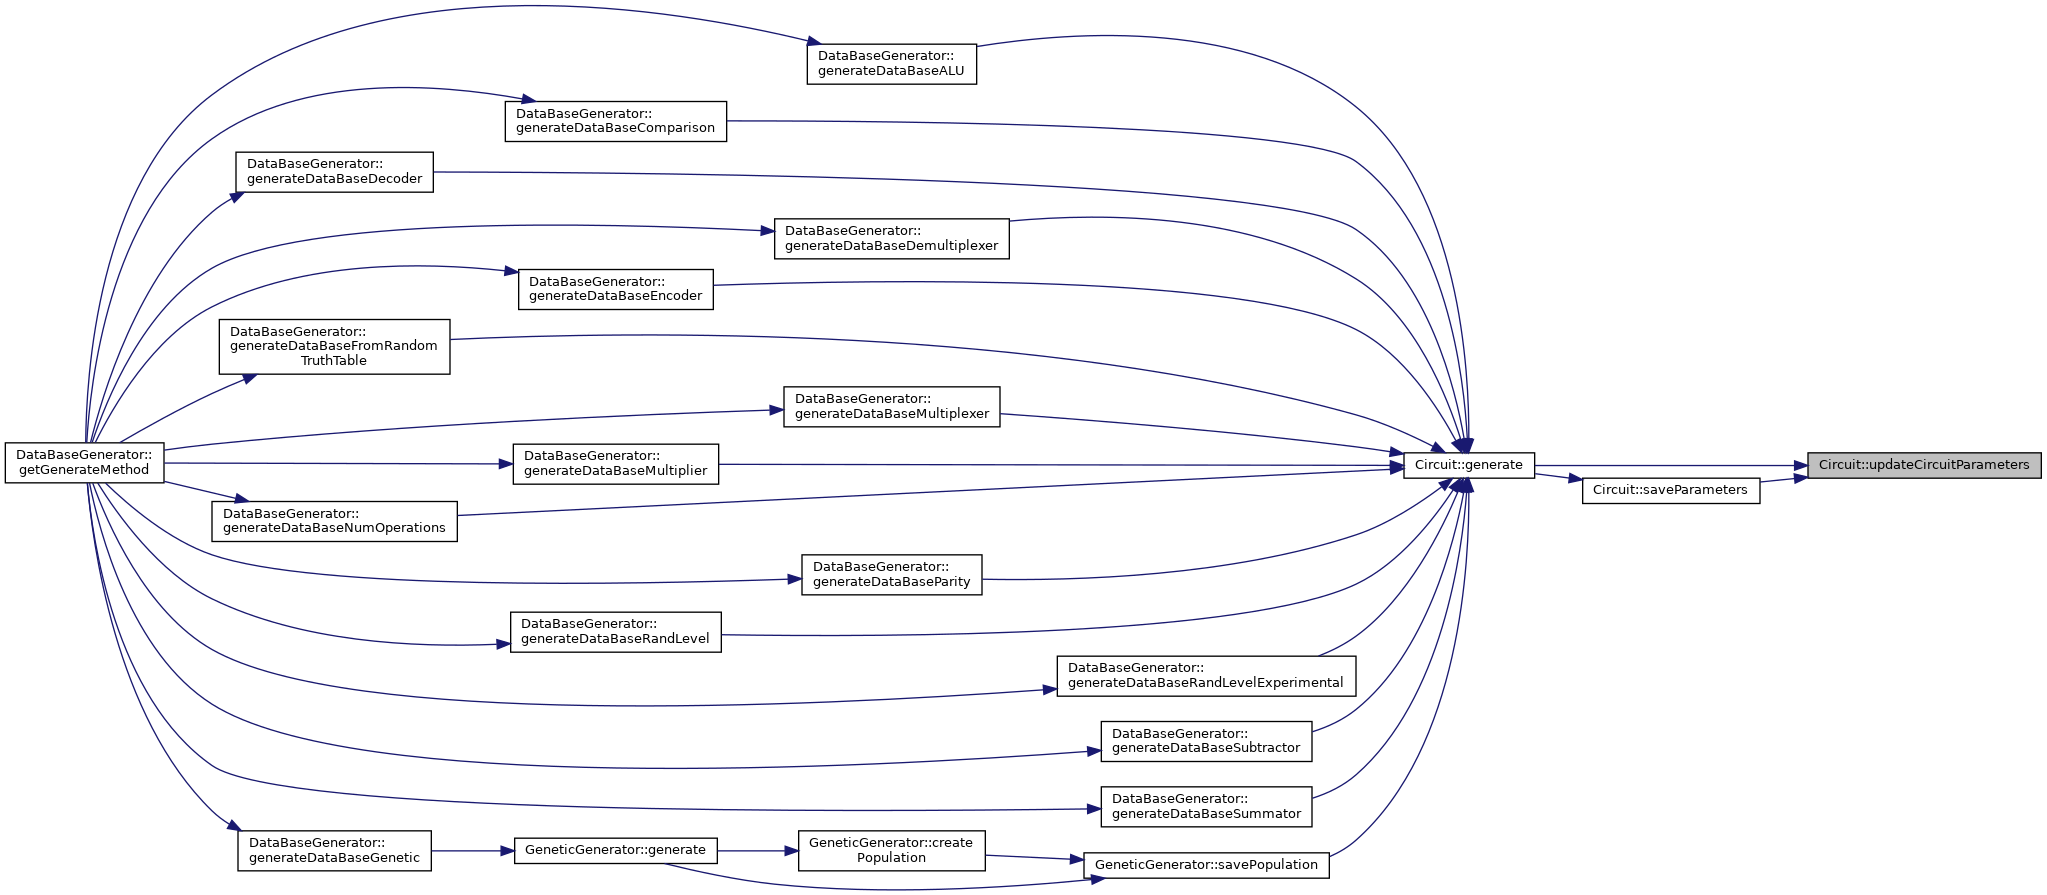 DataBaseGenerator::
generateDataBaseALU
DataBaseGenerator::
generateDataBaseComparison
DataBaseGenerator::
generateDataBaseDecoder
DataBaseGenerator::
generateDataBaseDemultiplexer
DataBaseGenerator::
generateDataBaseEncoder
DataBaseGenerator::
generateDataBaseFromRandom
TruthTable
DataBaseGenerator::
generateDataBaseMultiplexer
DataBaseGenerator::
getGenerateMethod
DataBaseGenerator::
generateDataBaseMultiplier
Circuit::generate
Circuit::updateCircuitParameters
Circuit::saveParameters
DataBaseGenerator::
generateDataBaseNumOperations
DataBaseGenerator::
generateDataBaseParity
DataBaseGenerator::
generateDataBaseRandLevel
DataBaseGenerator::
generateDataBaseRandLevelExperimental
DataBaseGenerator::
generateDataBaseSubtractor
DataBaseGenerator::
generateDataBaseSummator
DataBaseGenerator::
generateDataBaseGenetic
GeneticGenerator::generate
GeneticGenerator::create
Population
GeneticGenerator::savePopulation